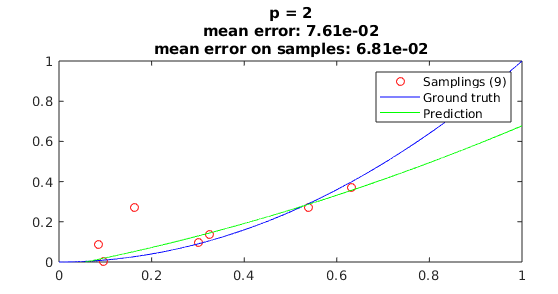 p = 2
mean error: 7.61e-02
mean error on samples: 6.81e-02
1
0.8
0.6
0.4
0.2
0
Samplings (9)
Ground truth
Prediction
0 0.2 0.4 0.6 0.8 1